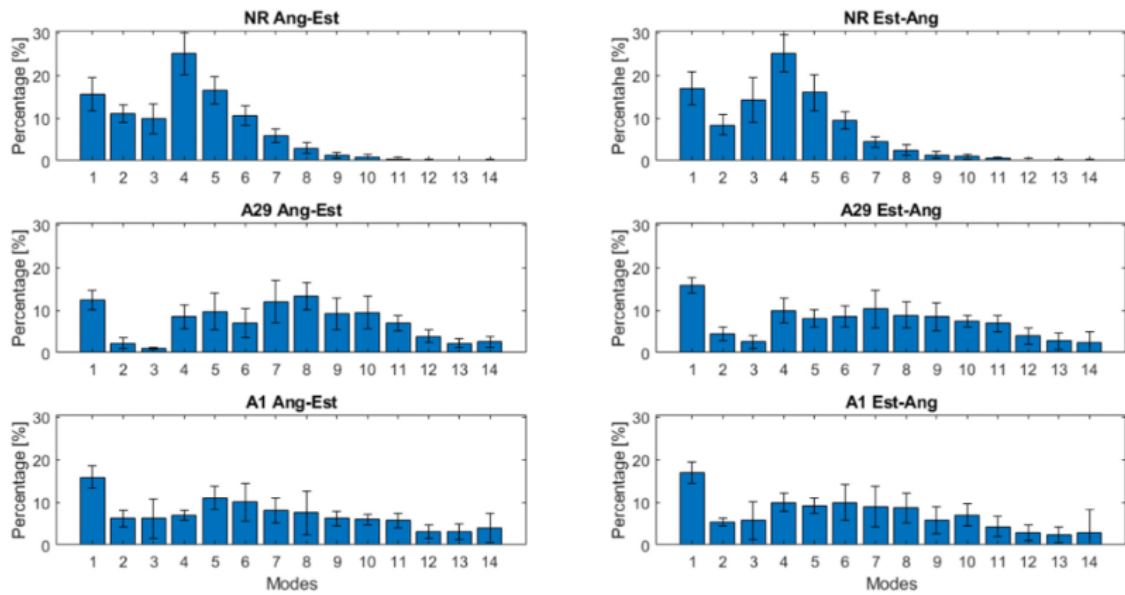 NR Ang-Est
Percentage [%]
30
20
10
0
1 2 3 4 5 6 7 8 9 10 11 12 13 14
NR Est-Ang
Percentahe [%]
30
20
10
0
1 2 3 4 5 6 7 8 9 10 11 12 13 14
A29 Ang-Est
Percentage [%]
30
20
10
0
1 2 3 4 5 6 7 8 9 10 11 12 13 14
A29 Est-Ang
Percentage [%]
30
20
10
0
1 2 3 4 5 6 7 8 9 10 11 12 13 14
A1 Ang-Est
Percentage [%]
30
20
10
0
1 2 3 4 5 6 7 8 9 10 11 12 13 14
Modes
A1 Est-Ang
Percentage [%]
30
20
10
0
1 2 3 4 5 6 7 8 9 10 11 12 13 14
Modes